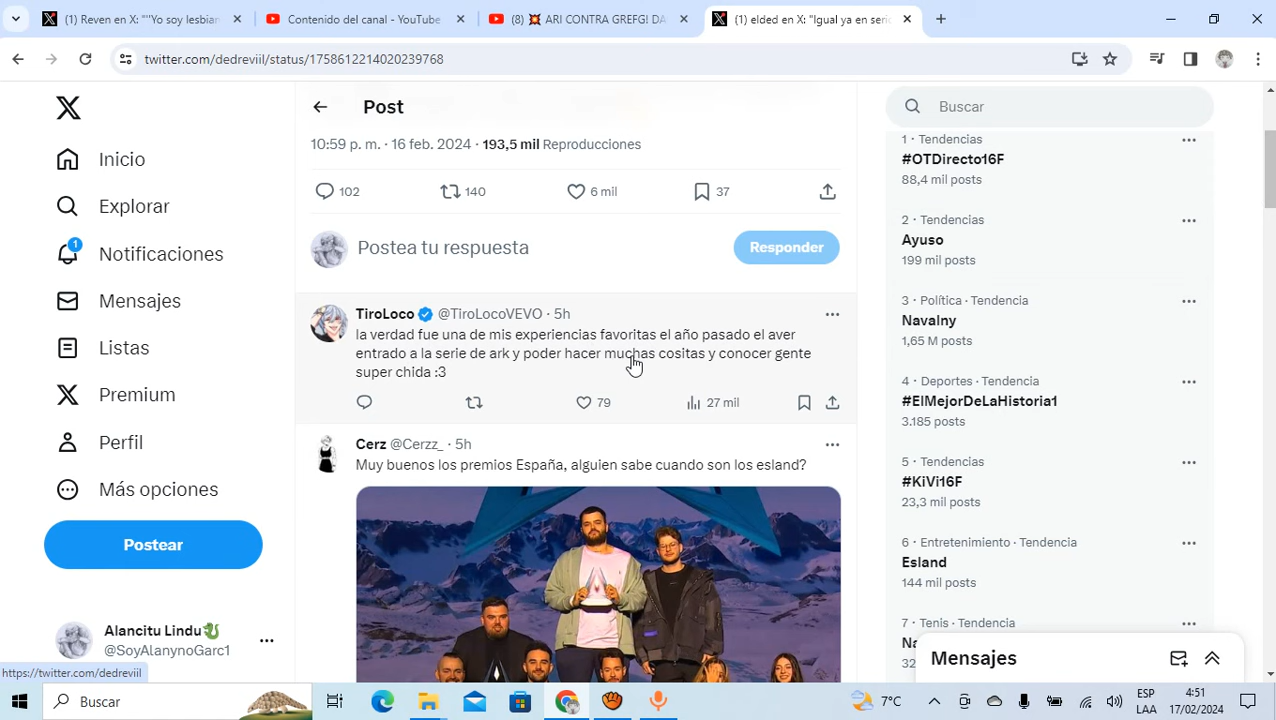 (1) Reven en X: ""Yo soy lesbian
Contenido del canal - YouTube
(8) 💥 ARI CONTRA GREFG! DA
(1) elded en X: "Igual ya en serio
twitter.com/dedreviil/status/1758612214020239768
Post
Buscar
10:59 p. m. · 16 feb. 2024 · 193,5 mil Reproducciones
102
140
6 mil
37
Postea tu respuesta
Responder
TiroLoco @TiroLocoVEVO · 5h
la verdad fue una de mis experiencias favoritas el año pasado el aver
entrado a la serie de ark y poder hacer muchas cositas y conocer gente
super chida :3
79
27 mil
Cerz @Cerzz_ · 5h
Muy buenos los premios España, alguien sabe cuando son los esland?
X
Inicio
Explorar
1
Notificaciones
Mensajes
Listas
Premium
Perfil
Más opciones
Postear
Alancitu Lindu🐉
@SoyAlanynoGarc1
https://twitter.com/dedreviil
1 · Tendencias
#OTDirecto16F
88,4 mil posts
2 · Tendencias
Ayuso
199 mil posts
3 · Política · Tendencia
Navalny
1,65 M posts
4 · Deportes · Tendencia
#ElMejorDeLaHistoria1
3.185 posts
5 · Tendencias
#KiVi16F
23,3 mil posts
6 · Entretenimiento · Tendencia
Esland
144 mil posts
7 · Tenis · Tendencia
Na
32
Mensajes
Buscar
7°C
ESP
LAA
4:51
17/02/2024